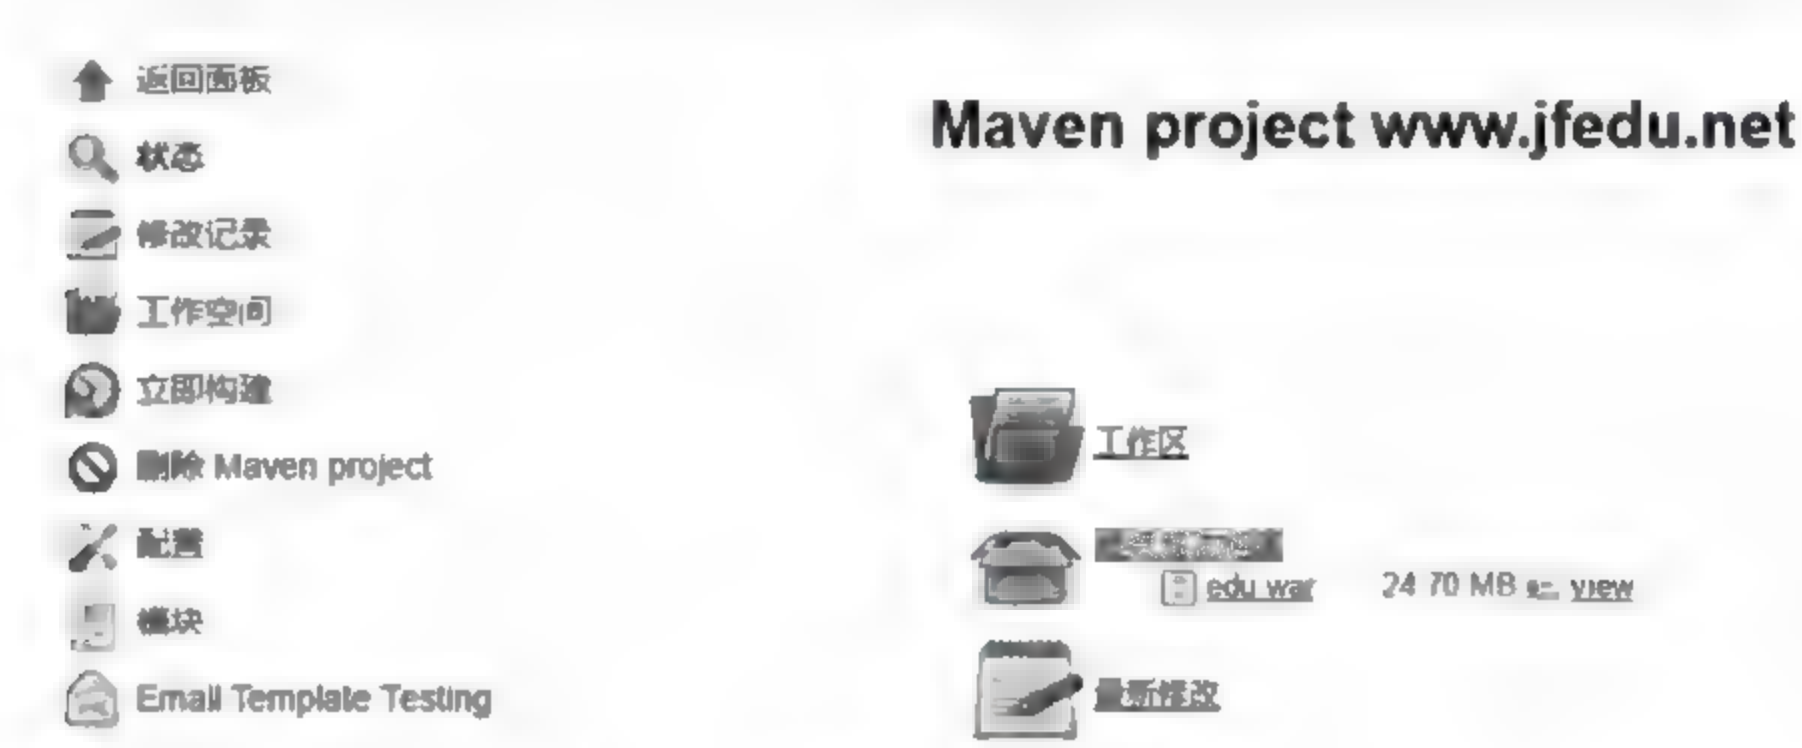 返回面板
状态
修改记录
工作空间
立即构建
删除 Maven project
配置
模块
Email Template Testing
Maven project www.jfedu.net
工作区
edu.war 24.70 MB view
最新修改